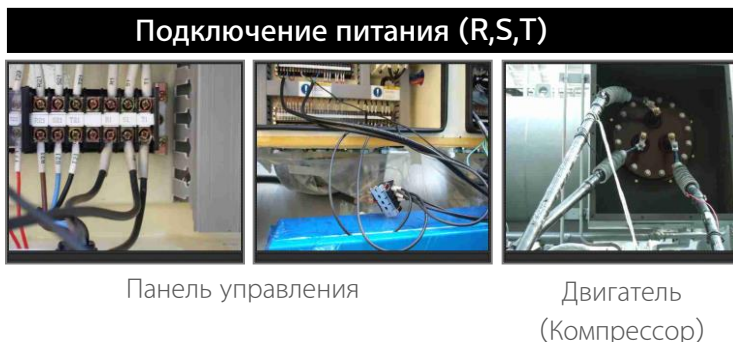 Подключение питания (R,S,T)
Панель управления
Двигатель
(Компрессор)